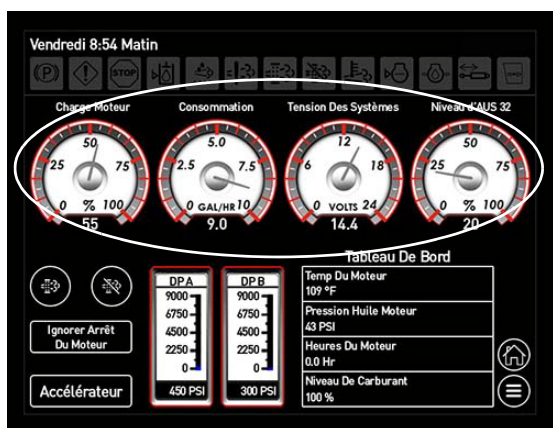 Vendredi 8:54 Matin
(P) STOP
Charge Moteur Consommation Tension Des Systèmes Niveau d'AUS 32
50 5.0 12 50
25 75 2.5 7.5 6 18 25 75
0 % 100 0 GAL/HR 10 0 VOLTS 24 0 % 100
55 9.0 14.4 20
Tableau De Bord
DP A DP B Temp Du Moteur
9000 9000 109 °F
6750 6750 Pression Huile Moteur
4500 4500 43 PSI
Ignorer Arrêt
Du Moteur
2250 2250 Heures Du Moteur
0.0 Hr
0 0 Niveau De Carburant
Accélérateur 450 PSI 300 PSI 100 %